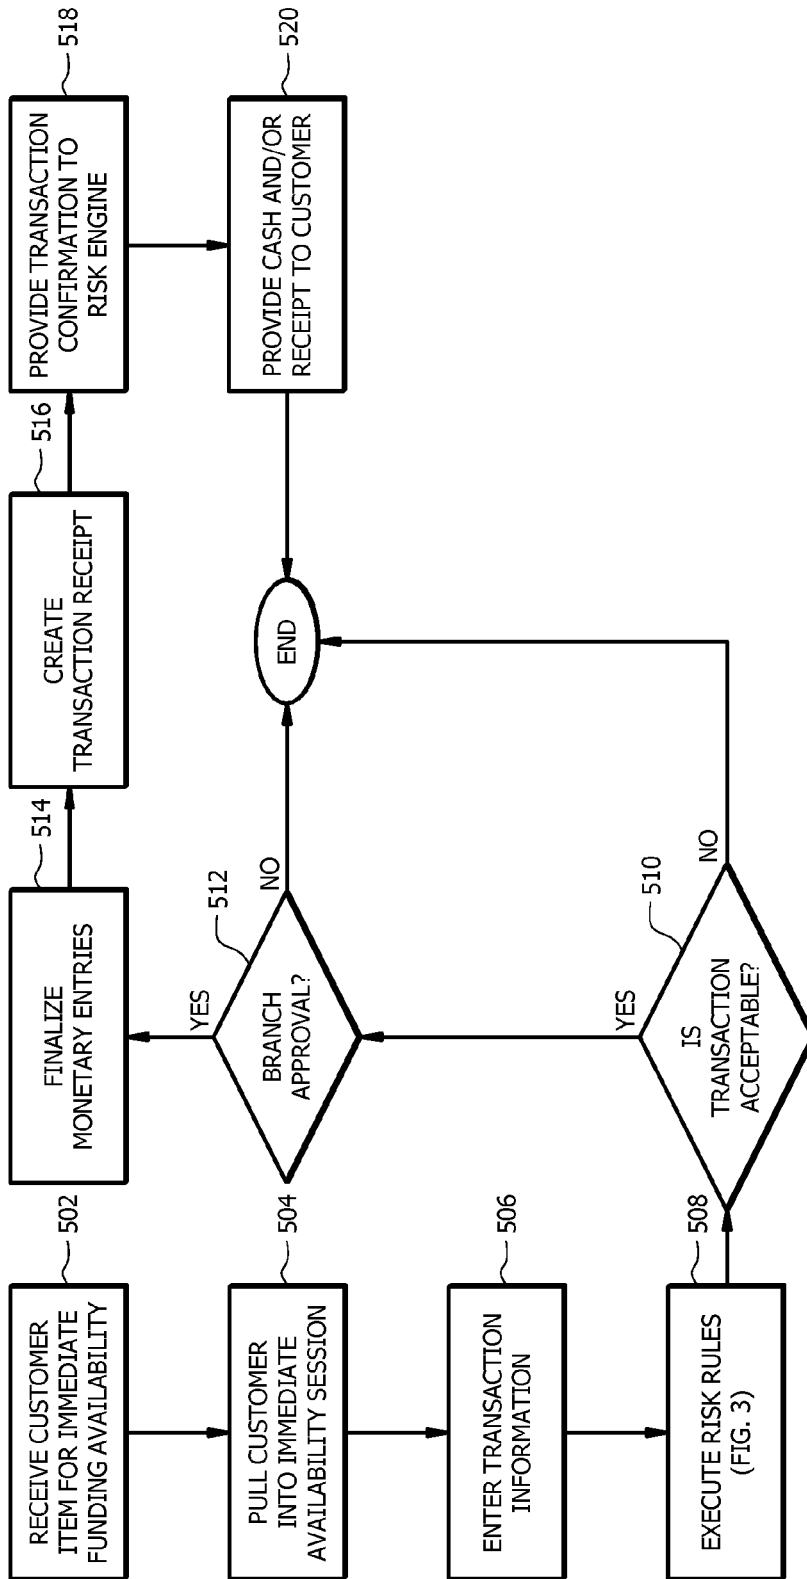 RECEIVE CUSTOMER
ITEM FOR IMMEDIATE
FUNDING AVAILABILITY
502
PULL CUSTOMER
INTO IMMEDIATE
AVAILABILITY SESSION
504
ENTER TRANSACTION
INFORMATION
506
EXECUTE RISK RULES
(FIG. 3)
508
IS
TRANSACTION
ACCEPTABLE?
510
YES
NO
BRANCH
APPROVAL?
512
YES
NO
FINALIZE
MONETARY ENTRIES
514
CREATE
TRANSACTION RECEIPT
516
PROVIDE TRANSACTION
CONFIRMATION TO
RISK ENGINE
518
PROVIDE CASH AND/OR
RECEIPT TO CUSTOMER
520
END